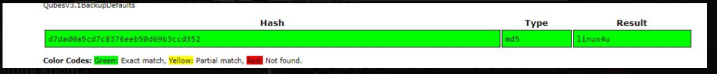 QubesV3.1BackupDefaults
Hash Type Result
d7dad0a5cd7c8376eeb50d69b3ccd352 md5 linux4u
Color Codes: Green: Exact match, Yellow: Partial match, Red: Not found.